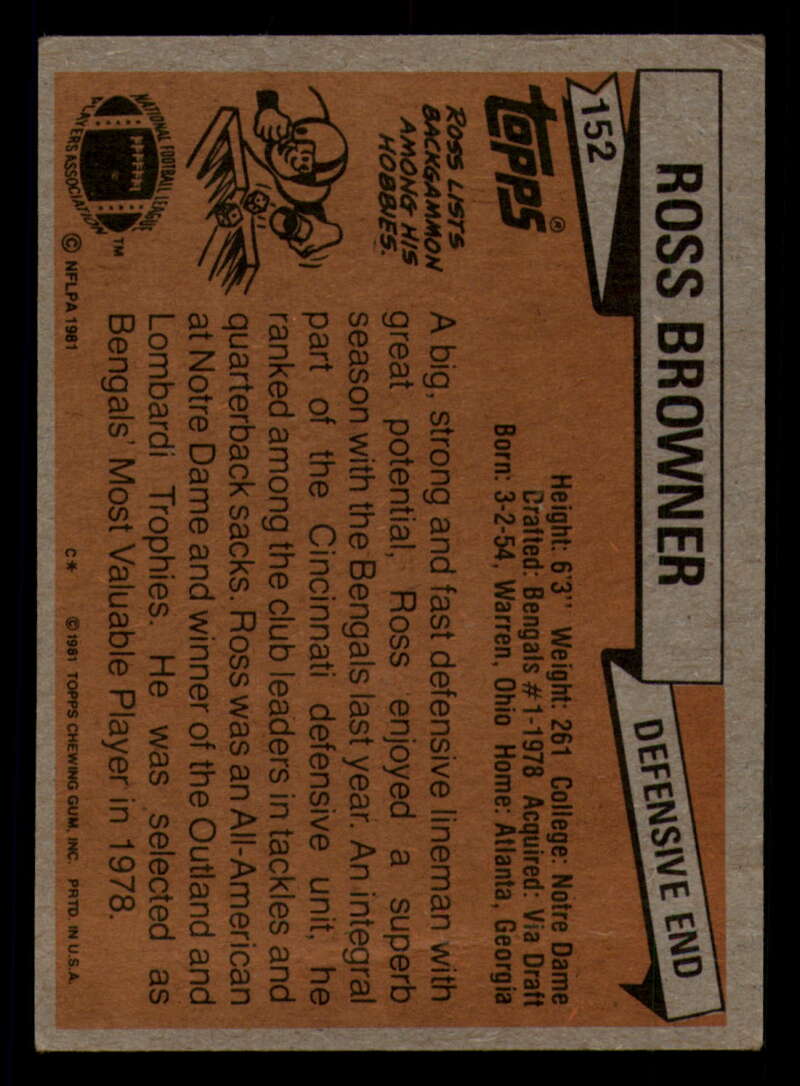 152
ROSS BROWNER
DEFENSIVE END
TOPPS®
Height: 6'3" Weight: 261 College: Notre Dame
Drafted: Bengals #1-1978 Acquired: Via Draft
Born: 3-2-54, Warren, Ohio Home: Atlanta, Georgia
ROSS LISTS
BACKGAMMON
AMONG HIS
HOBBIES.
A big, strong and fast defensive lineman with
great potential, Ross enjoyed a superb
season with the Bengals last year. An integral
part of the Cincinnati defensive unit, he
ranked among the club leaders in tackles and
quarterback sacks. Ross was an All-American
at Notre Dame and winner of the Outland and
Lombardi Trophies. He was selected as
Bengals' Most Valuable Player in 1978.
NATIONAL FOOTBALL LEAGUE
PLAYERS ASSOCIATION
™
© NFLPA 1981
C* © 1981 TOPPS CHEWING GUM, INC. PRTD. IN U.S.A.